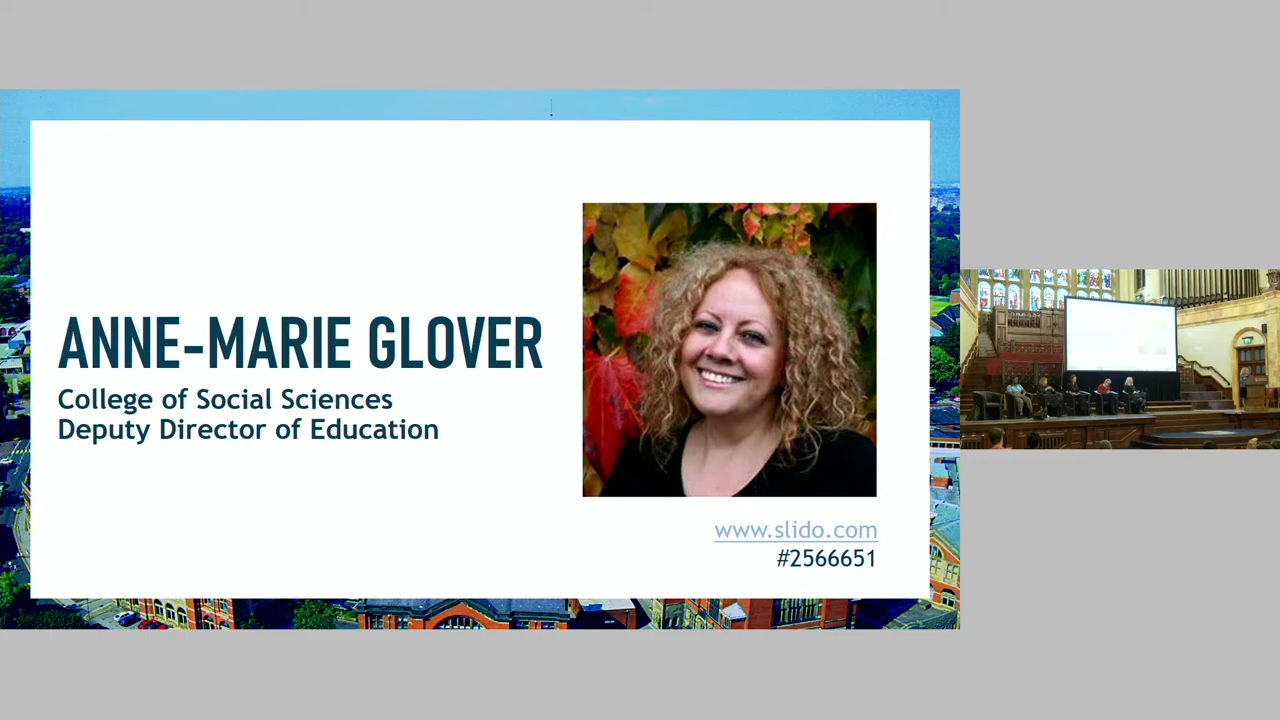 ANNE-MARIE GLOVER
College of Social Sciences
Deputy Director of Education
www.slido.com
#2566651